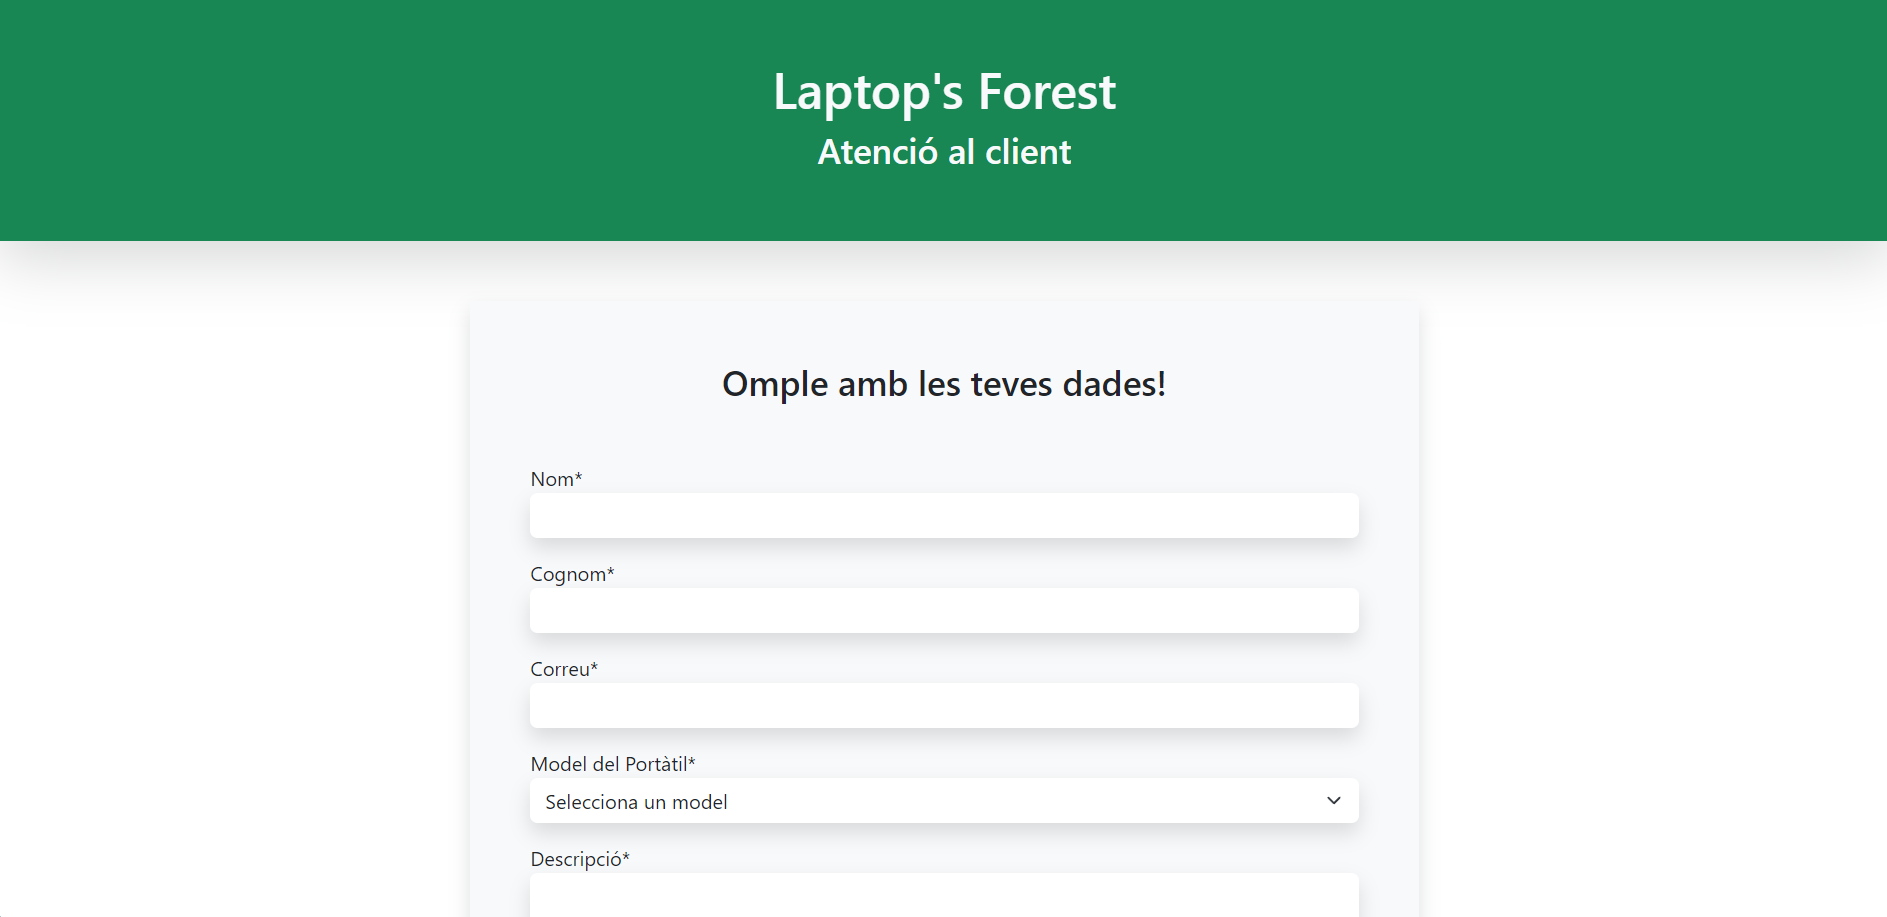 Laptop's Forest
Atenció al client
Omple amb les teves dades!
Nom*
Cognom*
Correu*
Model del Portàtil*
Selecciona un model
Descripció*